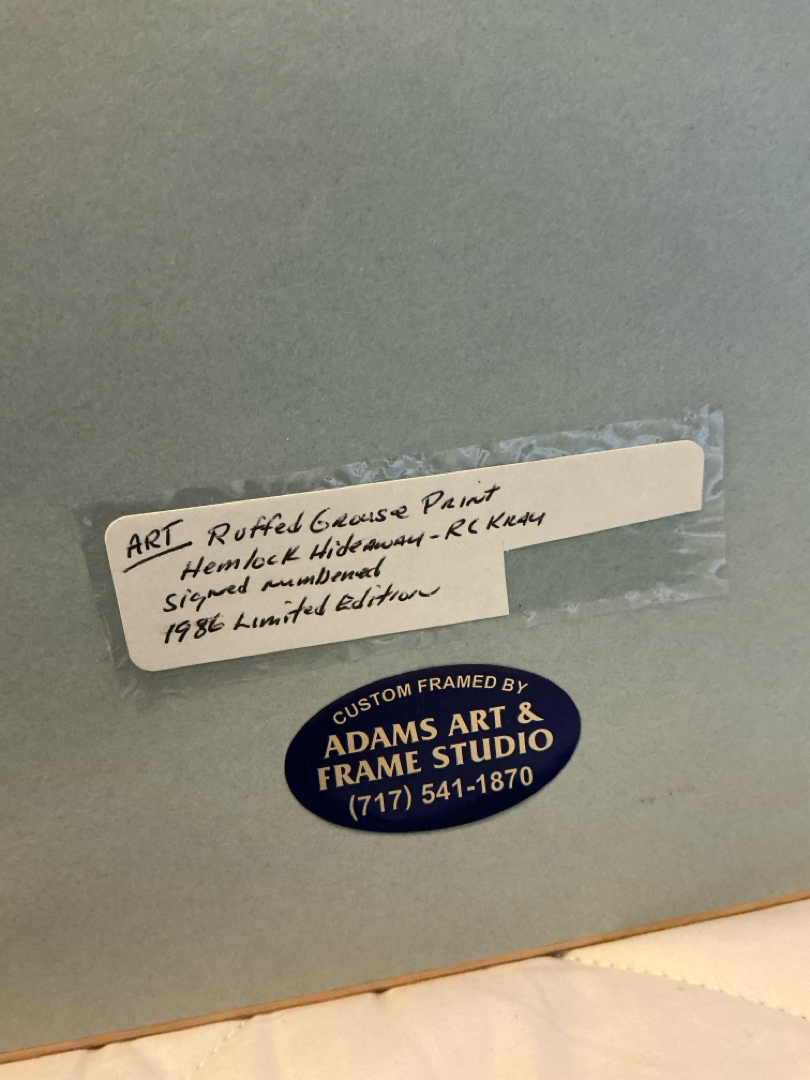 ART Ruffed Grouse Print
Hemlock Hideaway - RC Kray
Signed numbered
1986 Limited Edition
CUSTOM FRAMED BY
ADAMS ART &
FRAME STUDIO
(717) 541-1870